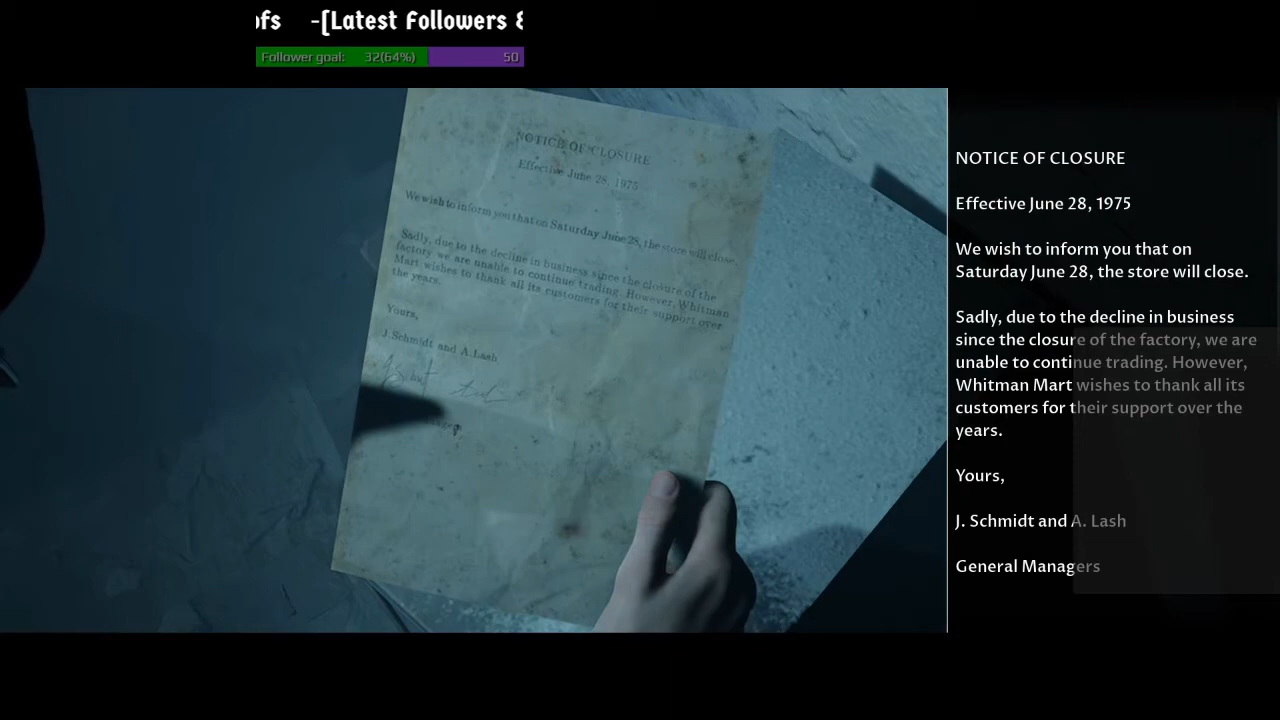 ofs -[Latest Followers &
Follower goal: 32(64%) 50
NOTICE OF CLOSURE
Effective June 28, 1975
We wish to inform you that on Saturday June 28, the store will close.
Sadly, due to the decline in business since the closure of the
factory we are unable to continue trading. However, Whitman
Mart wishes to thank all its customers for their support over
the years.
Yours,
J.Schmidt and A.Lash
NOTICE OF CLOSURE
Effective June 28, 1975
We wish to inform you that on
Saturday June 28, the store will close.
Sadly, due to the decline in business
since the closure of the factory, we are
unable to continue trading. However,
Whitman Mart wishes to thank all its
customers for their support over the
years.
Yours,
J. Schmidt and A. Lash
General Managers